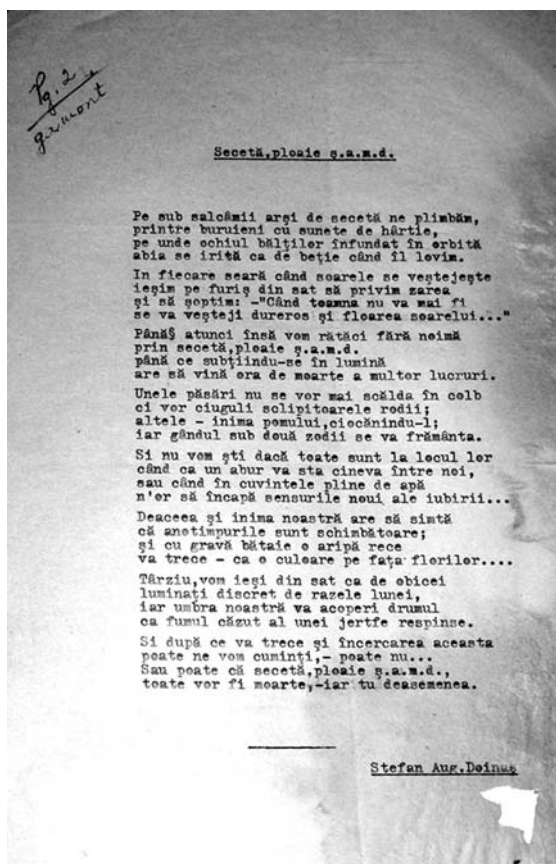 Pg. 2
garmont
Secetă,ploaie ş.a.m.d.
Pe sub salcâmii arşi de secetă ne plimbăm,
printre buruieni cu sunete de hârtie,
pe unde ochiul bălţilor înfundat în orbită
abia se irită ca de beţie când îl lovim.
In fiecare seară când soarele se veştejeşte
ieşim pe furiş din sat să privim zarea
şi să şoptim: -"Când toamna nu va mai fi
se va veşteji dureros şi floarea soarelui..."
Până§ atunci însă vom rătăci fără noimă
prin secetă,ploaie ş.a.m.d.
până ce subţiindu-se în lumină
are să vină ora de moarte a multor lucruri.
Unele păsări nu se vor mai scălda în colb
ci vor ciuguli sclipitoarele rodii;
altele - inima pomului,ciocănindu-l;
iar gândul sub două zodii se va frământa.
Si nu vom şti dacă toate sunt la locul lor
când ca un abur va sta cineva între noi,
sau când în cuvintele pline de apă
n'or să încapă sensurile noui ale iubirii...
Deaceea şi inima noastră are să simtă
că anotimpurile sunt schimbătoare;
şi cu gravă bătaie o aripă rece
va trece - ca o culoare pe faţa florilor....
Târziu,vom ieşi din sat ca de obicei
luminaţi discret de razele lunei,
iar umbra noastră va acoperi drumul
ca fumul căzut al unei jertfe respinse.
Si după ce va trece şi încercarea aceasta
poate ne vom cuminţi,- poate nu...
Sau poate că secetă,ploaie ş.a.m.d.,
toate vor fi moarte,-iar tu deasemenea.
Stefan Aug.Doinaş